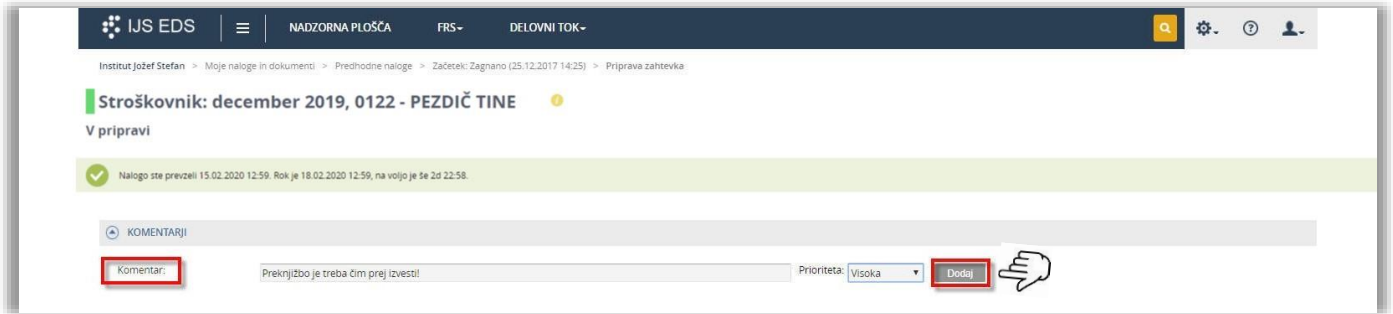 IJS EDS NADZORNA PLOŠČA FRS DELOVNI TOK
Institut Jožef Stefan > Moje naloge in dokumenti > Predhodne naloge > Začetek: Zagnano (25.12.2017 14:25) > Priprava zahtevka
Stroškovnik: december 2019, 0122 - PEZDIČ TINE
V pripravi
Nalogo ste prevzeli 15.02.2020 12:59. Rok je 18.02.2020 12:59, na voljo je še 2d 22:58.
KOMENTARJI
Komentar: Preknjižbo je treba čim prej izvesti! Prioriteta: Visoka Dodaj